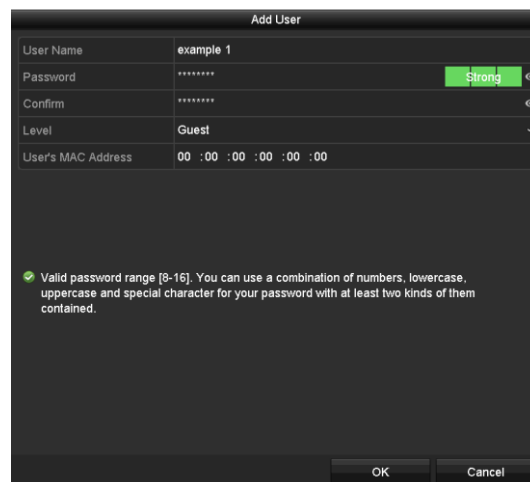 Add User
User Name example 1
Password ******** Strong
Confirm ********
Level Guest
User's MAC Address 00 :00 :00 :00 :00 :00
Valid password range [8-16]. You can use a combination of numbers, lowercase,
uppercase and special character for your password with at least two kinds of them
contained.
OK Cancel